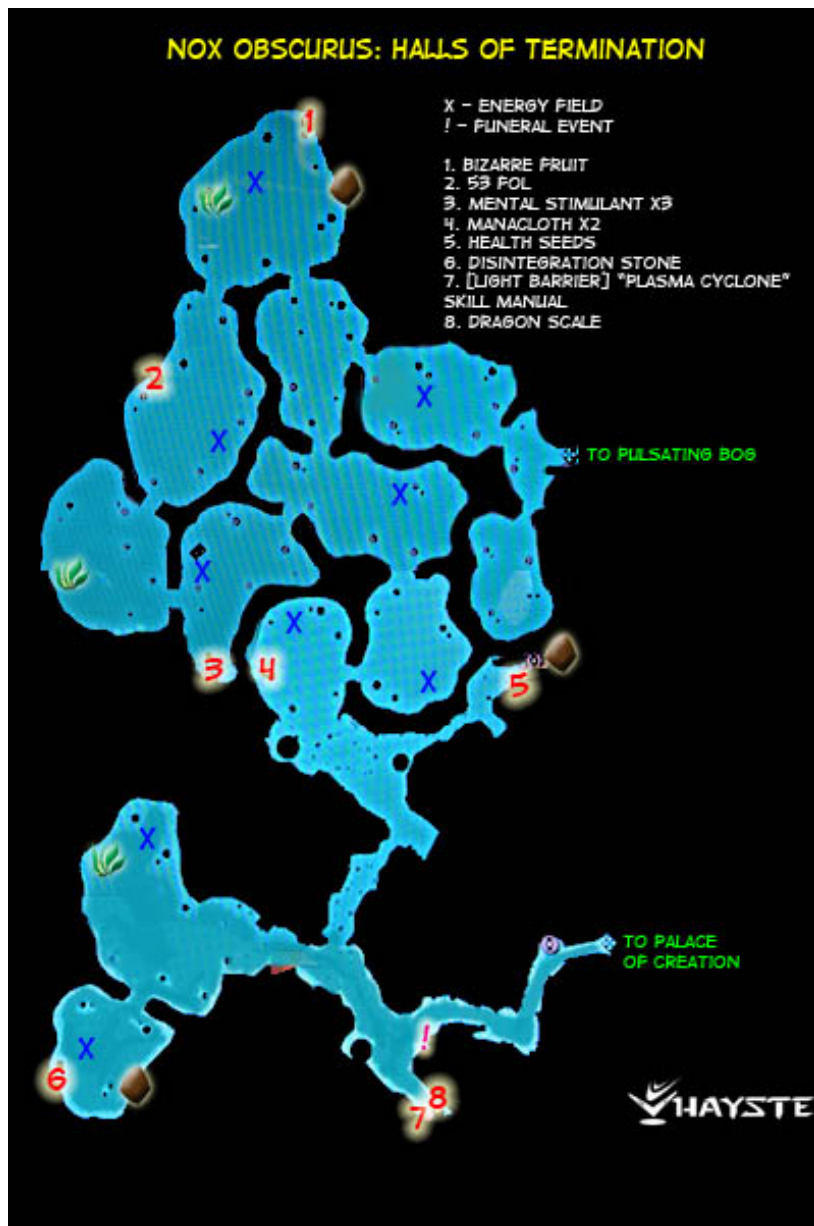 NOX OBSCURUS: HALLS OF TERMINATION
X - ENERGY FIELD
! - FUNERAL EVENT
1. BIZARRE FRUIT
2. 53 FOL
3. MENTAL STIMULANT X3
4. MANACLOTH X2
5. HEALTH SEEDS
6. DISINTEGRATION STONE
7. [LIGHT BARRIER] "PLASMA CYCLONE"
SKILL MANUAL
8. DRAGON SCALE
1
X
2
X
X
TO PULSATING BOG
X
X
X
3
4
X
5
X
TO PALACE
OF CREATION
!
X
6
8
7
HAYSTE